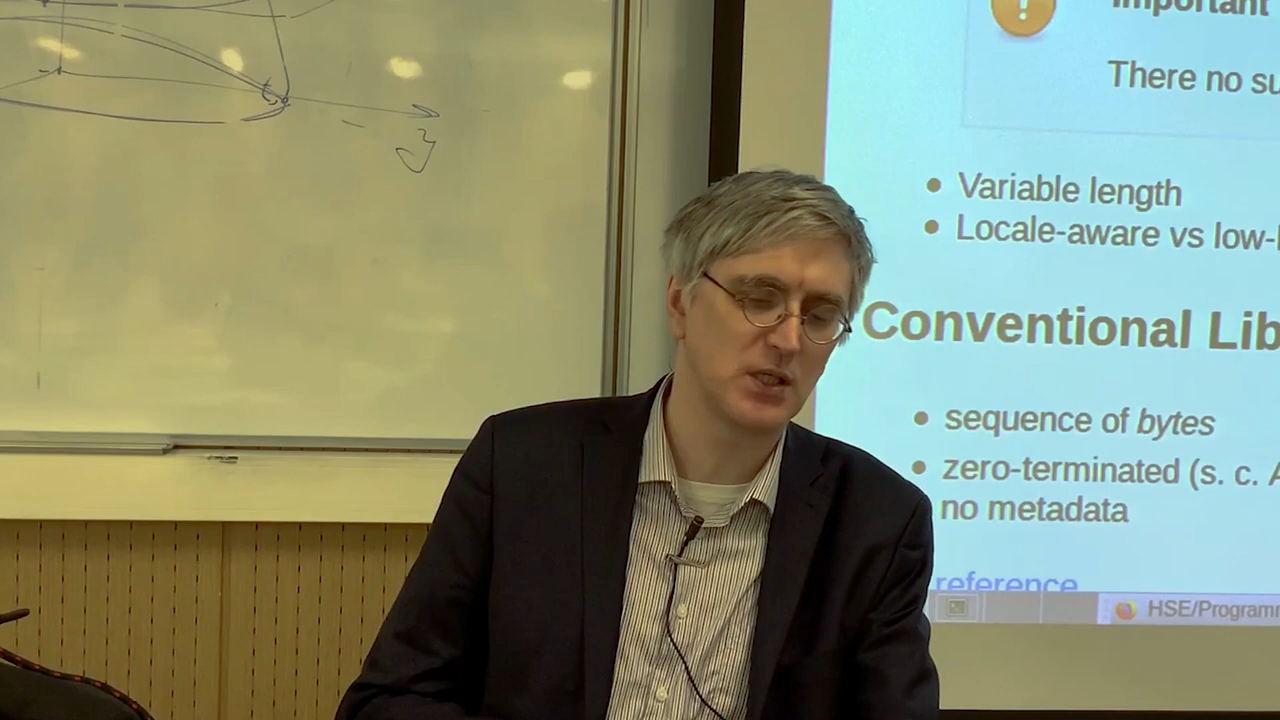 Important
There no su
• Variable length
• Locale-aware vs low-l
Conventional Lib
• sequence of bytes
• zero-terminated (s. c. A
no metadata
reference
HSE/Programm